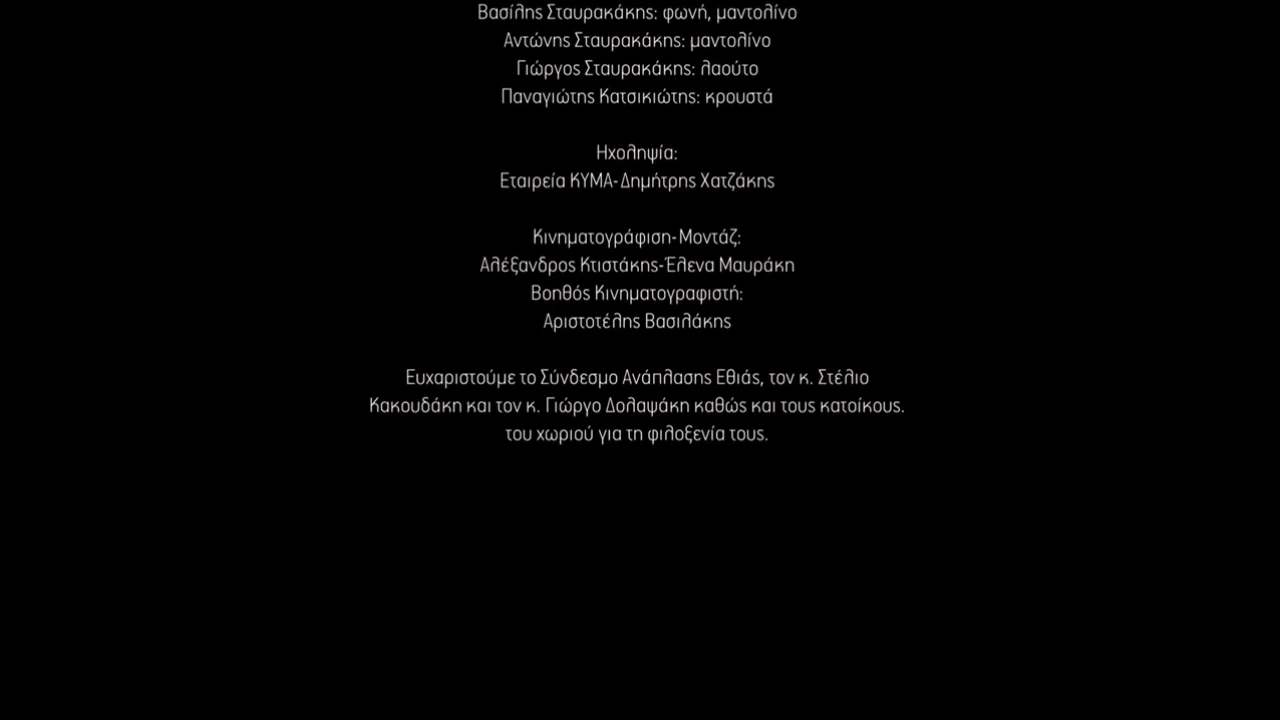 Βασίλης Σταυρακάκης: φωνή, μαντολίνο
Αντώνης Σταυρακάκης: μαντολίνο
Γιώργος Σταυρακάκης: λαούτο
Παναγιώτης Κατσικιώτης: κρουστά
Ηχοληψία:
Εταιρεία ΚΥΜΑ-Δημήτρης Χατζάκης
Κινηματογράφιση-Μοντάζ:
Αλέξανδρος Κτιστάκης-Έλενα Μαυράκη
Βοηθός Κινηματογραφιστή:
Αριστοτέλης Βασιλάκης
Ευχαριστούμε το Σύνδεσμο Ανάπλασης Εθιάς, τον κ. Στέλιο
Κακουδάκη και τον κ. Γιώργο Δολαψάκη καθώς και τους κατοίκους.
του χωριού για τη φιλοξενία τους.